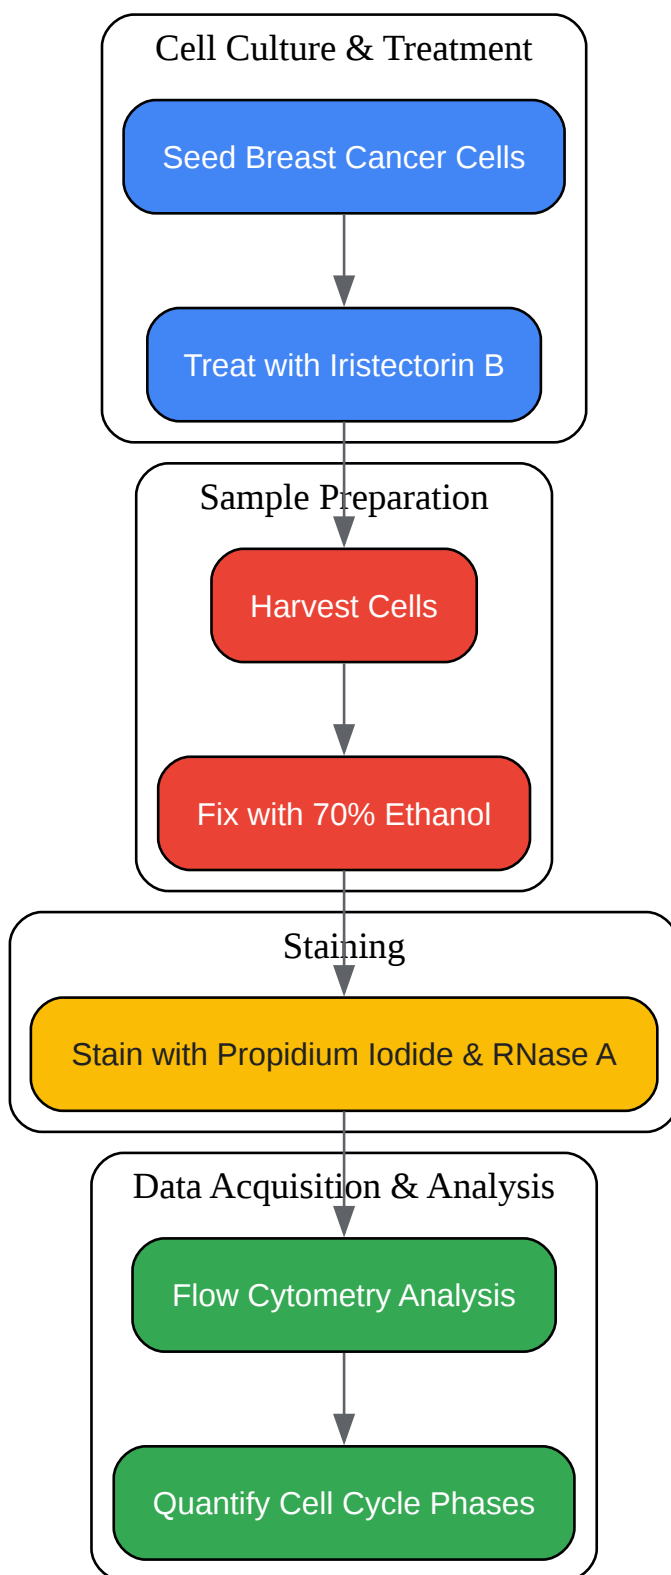 Cell Culture & Treatment
Seed Breast Cancer Cells
Treat with Iristectorin B
Sample Preparation
Harvest Cells
Fix with 70% Ethanol
Staining
Stain with Propidium Iodide & RNase A
Data Acquisition & Analysis
Flow Cytometry Analysis
Quantify Cell Cycle Phases